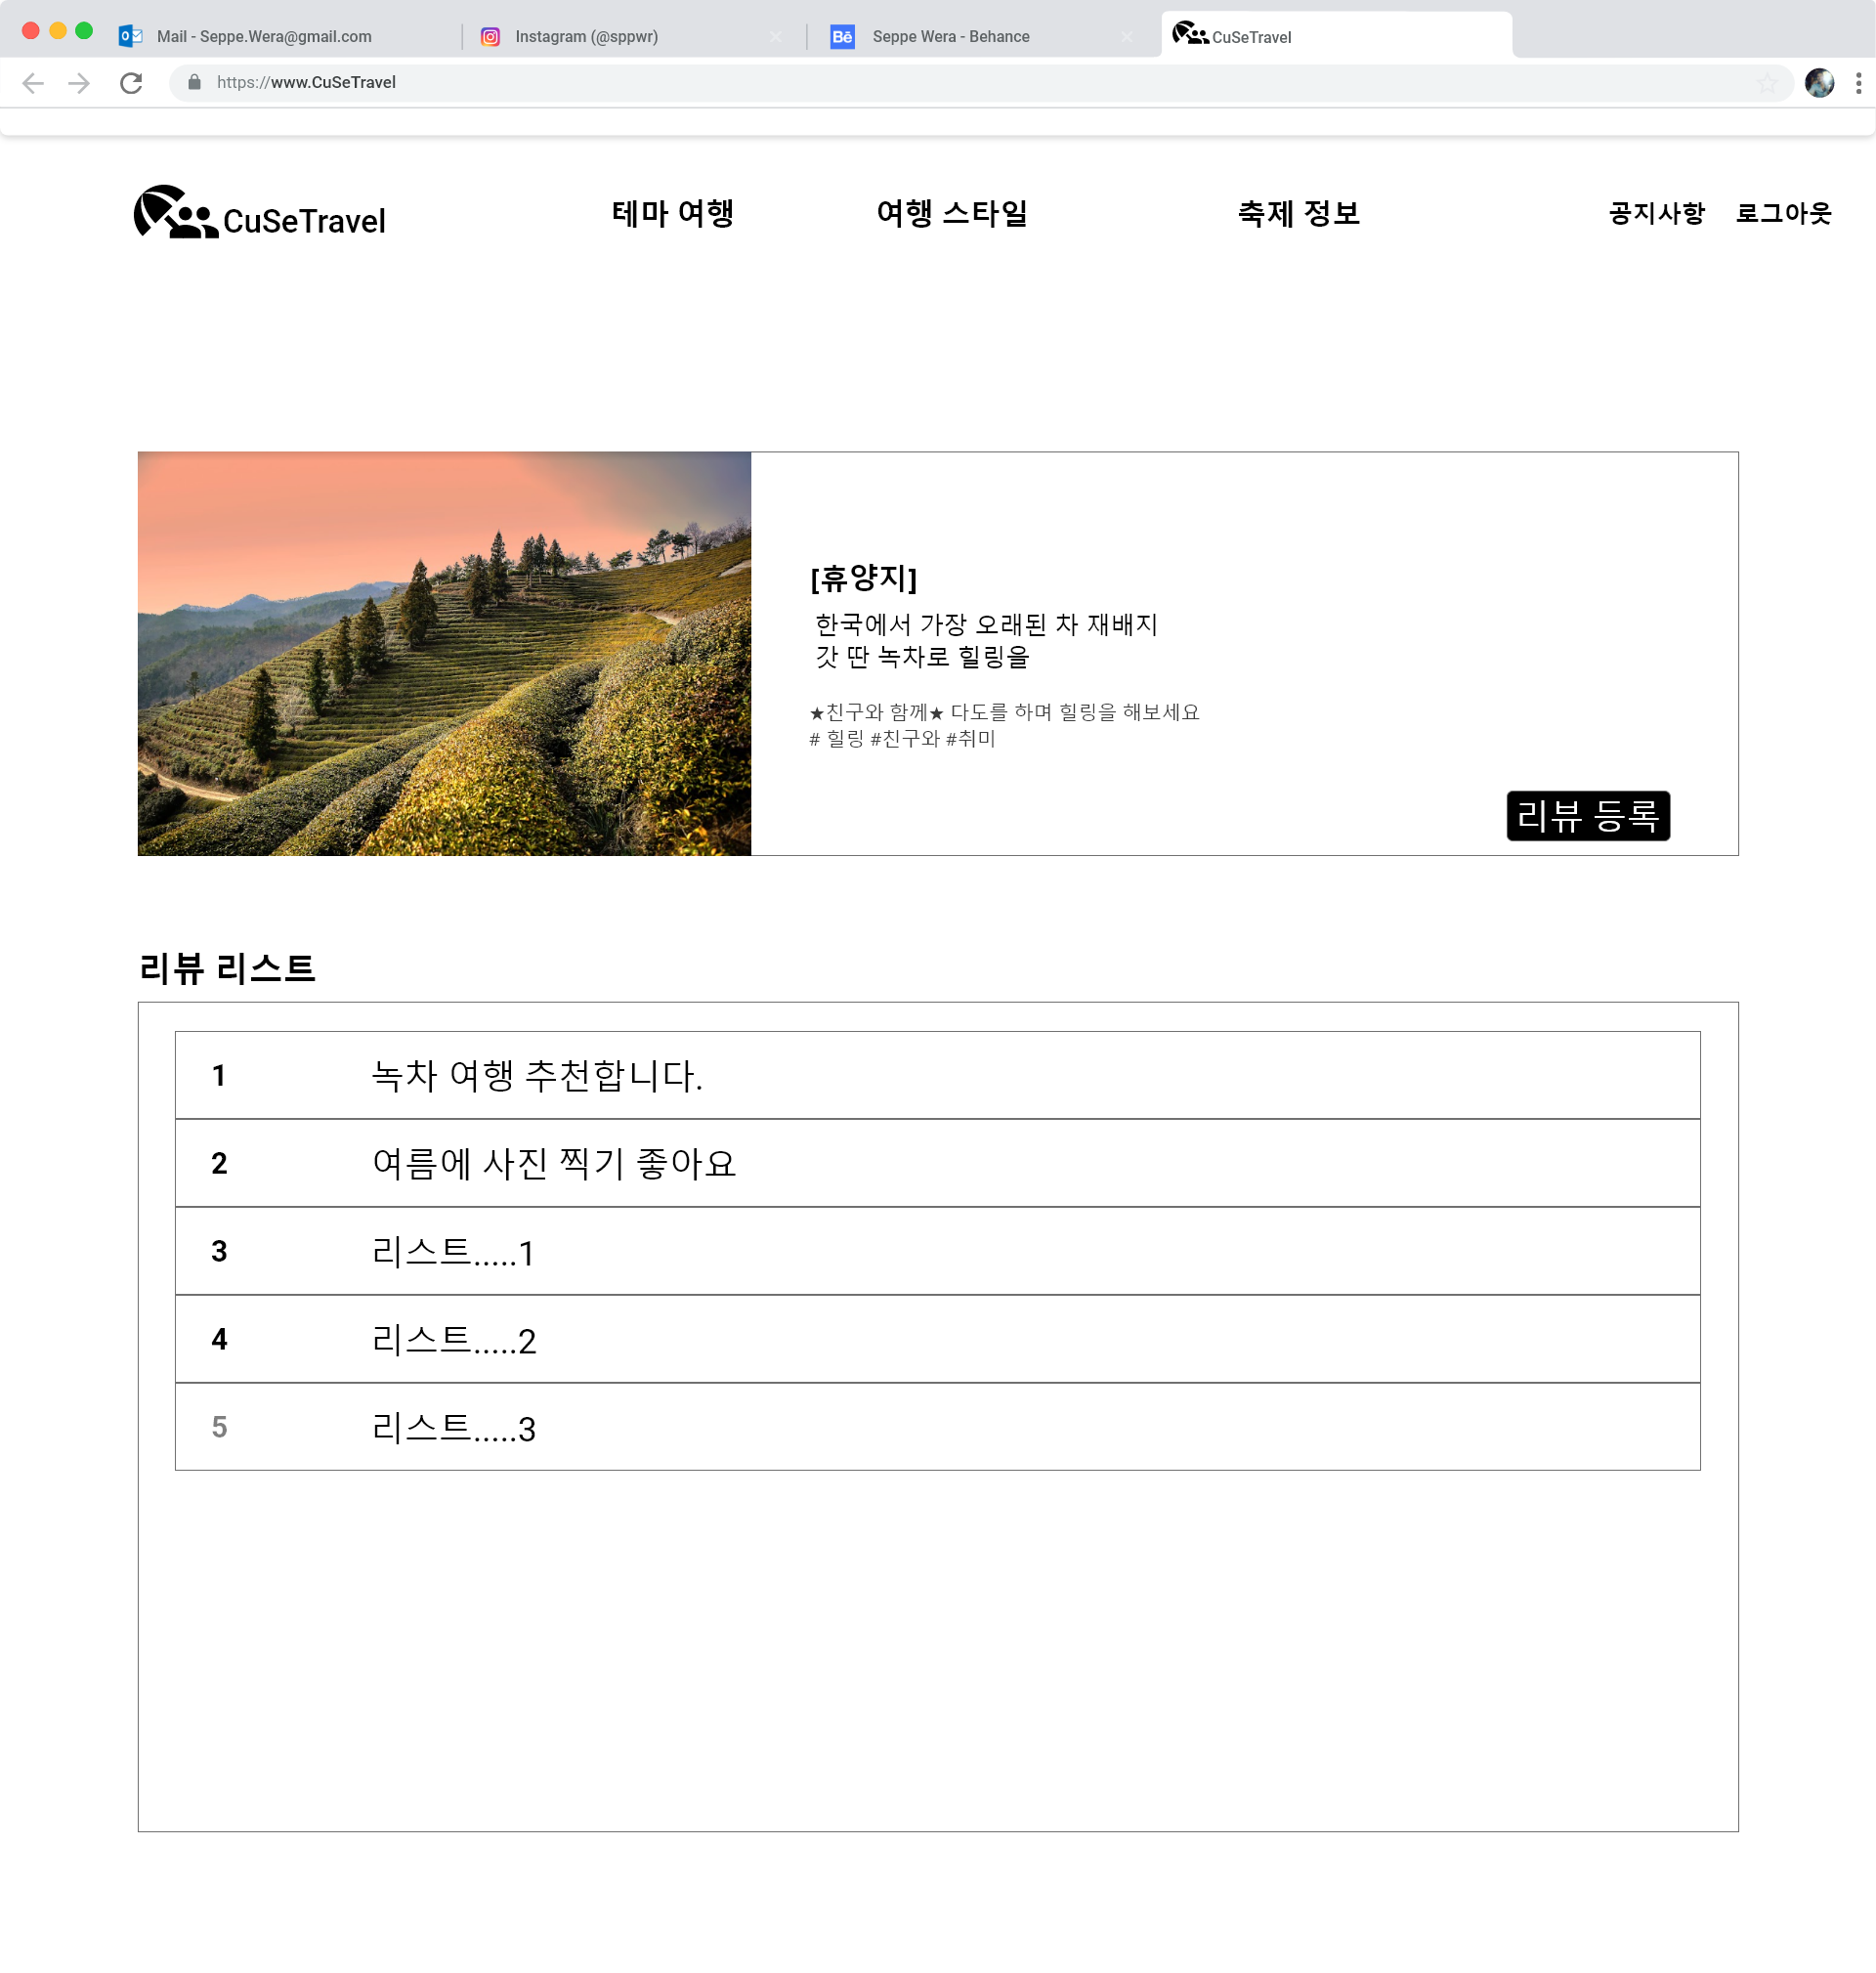 Mail - Seppe.Wera@gmail.com
Instagram (@sppwr)
Bē
Seppe Wera - Behance
CuSeTravel
https://www.CuSeTravel
CuSeTravel
테마 여행
여행 스타일
축제 정보
공지사항
로그아웃
[휴양지]
한국에서 가장 오래된 차 재배지
갓 딴 녹차로 힐링을
★친구와 함께★ 다도를 하며 힐링을 해보세요
# 힐링 #친구와 #취미
리뷰 등록
리뷰 리스트
1 녹차 여행 추천합니다.
2 여름에 사진 찍기 좋아요
3 리스트.....1
4 리스트.....2
5 리스트.....3